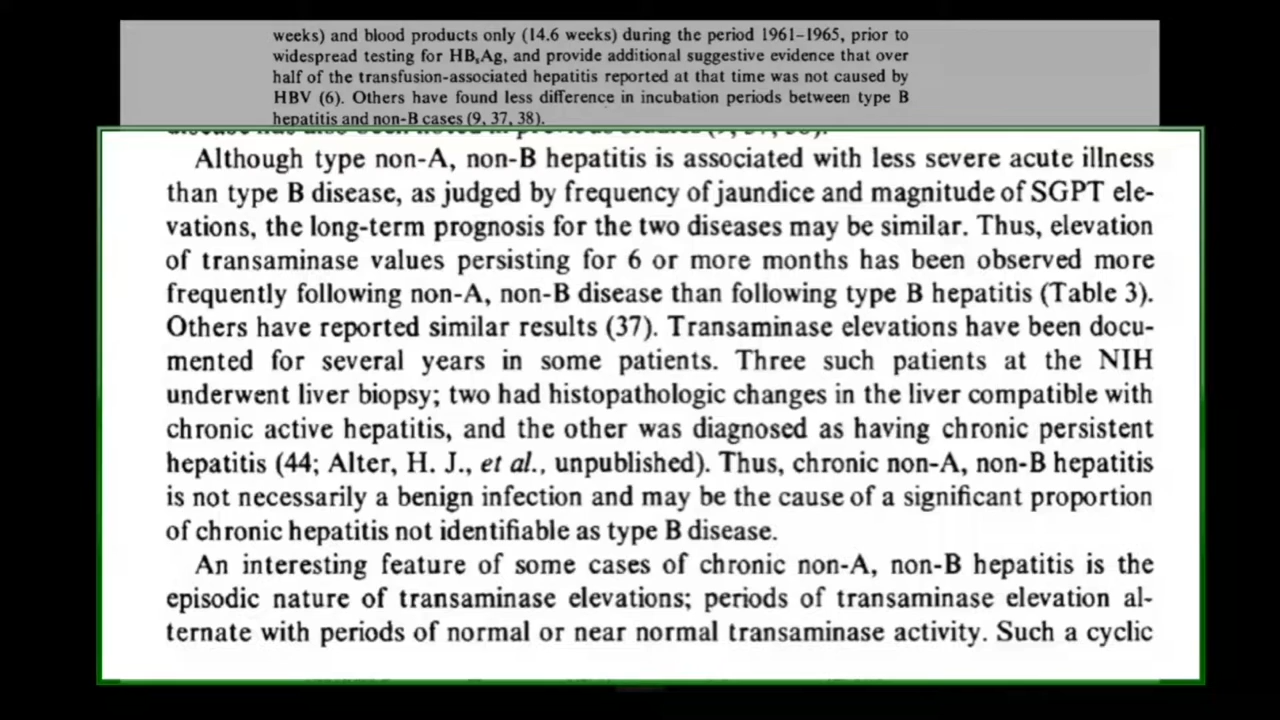 weeks) and blood products only (14.6 weeks) during the period 1961–1965, prior to
widespread testing for HBsAg, and provide additional suggestive evidence that over
half of the transfusion-associated hepatitis reported at that time was not caused by
HBV (6). Others have found less difference in incubation periods between type B
hepatitis and non-B cases (9, 37, 38).
Although type non-A, non-B hepatitis is associated with less severe acute illness
than type B disease, as judged by frequency of jaundice and magnitude of SGPT ele-
vations, the long-term prognosis for the two diseases may be similar. Thus, elevation
of transaminase values persisting for 6 or more months has been observed more
frequently following non-A, non-B disease than following type B hepatitis (Table 3).
Others have reported similar results (37). Transaminase elevations have been docu-
mented for several years in some patients. Three such patients at the NIH
underwent liver biopsy; two had histopathologic changes in the liver compatible with
chronic active hepatitis, and the other was diagnosed as having chronic persistent
hepatitis (44; Alter, H. J., et al., unpublished). Thus, chronic non-A, non-B hepatitis
is not necessarily a benign infection and may be the cause of a significant proportion
of chronic hepatitis not identifiable as type B disease.
An interesting feature of some cases of chronic non-A, non-B hepatitis is the
episodic nature of transaminase elevations; periods of transaminase elevation al-
ternate with periods of normal or near normal transaminase activity. Such a cyclic